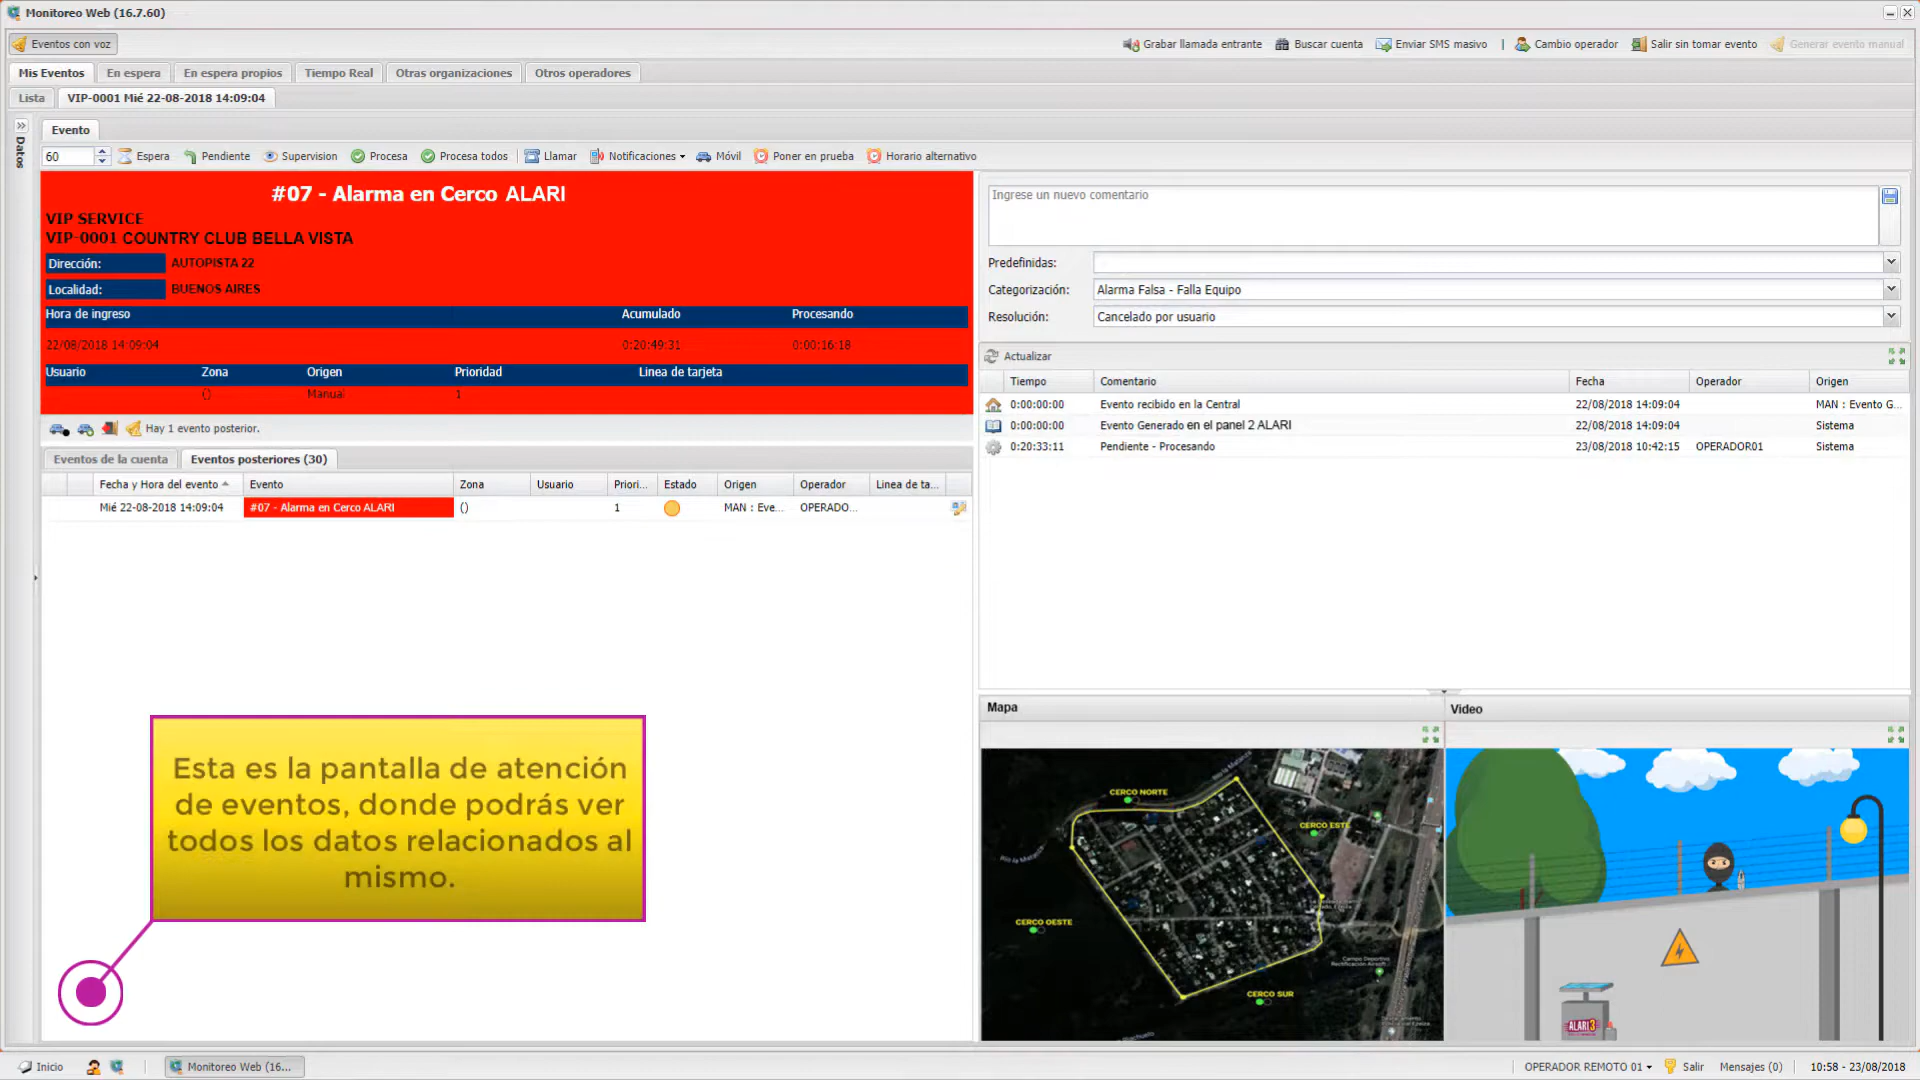 Monitoreo Web (16.7.60)
Eventos con voz
Grabar llamada entrante
Buscar cuenta
Enviar SMS masivo
Cambio operador
Salir sin tomar evento
Generar evento manual
Mis Eventos
En espera
En espera propios
Tiempo Real
Otras organizaciones
Otros operadores
Lista
VIP-0001 Mié 22-08-2018 14:09:04
Datos
Evento
60
Espera
Pendiente
Supervision
Procesa
Procesa todos
Llamar
Notificaciones
Móvil
Poner en prueba
Horario alternativo
#07 - Alarma en Cerco ALARI
VIP SERVICE
VIP-0001 COUNTRY CLUB BELLA VISTA
Dirección: AUTOPISTA 22
Localidad: BUENOS AIRES
Hora de ingreso Acumulado Procesando
22/08/2018 14:09:04 0:20:49:31 0:00:16:18
Usuario Zona Origen Prioridad Linea de tarjeta
() Manual 1
Hay 1 evento posterior.
Eventos de la cuenta
Eventos posteriores (30)
Fecha y Hora del evento Evento Zona Usuario Priori... Estado Origen Operador Linea de ta...
Mié 22-08-2018 14:09:04 #07 - Alarma en Cerco ALARI () 1 MAN : Eve... OPERADO...
Ingrese un nuevo comentario
Predefinidas:
Categorización: Alarma Falsa - Falla Equipo
Resolución: Cancelado por usuario
Actualizar
Tiempo Comentario Fecha Operador Origen
0:00:00:00 Evento recibido en la Central 22/08/2018 14:09:04 MAN : Evento G...
0:00:00:00 Evento Generado en el panel 2 ALARI 22/08/2018 14:09:04 Sistema
0:20:33:11 Pendiente - Procesando 23/08/2018 10:42:15 OPERADOR01 Sistema
Esta es la pantalla de atención
de eventos, donde podrás ver
todos los datos relacionados al
mismo.
Mapa
CERCO NORTE
CERCO ESTE
CERCO OESTE
CERCO SUR
Campo Deportivo
Video
ALARI3
Inicio
Monitoreo Web (16...
OPERADOR REMOTO 01
Salir
Mensajes (0)
10:58 - 23/08/2018